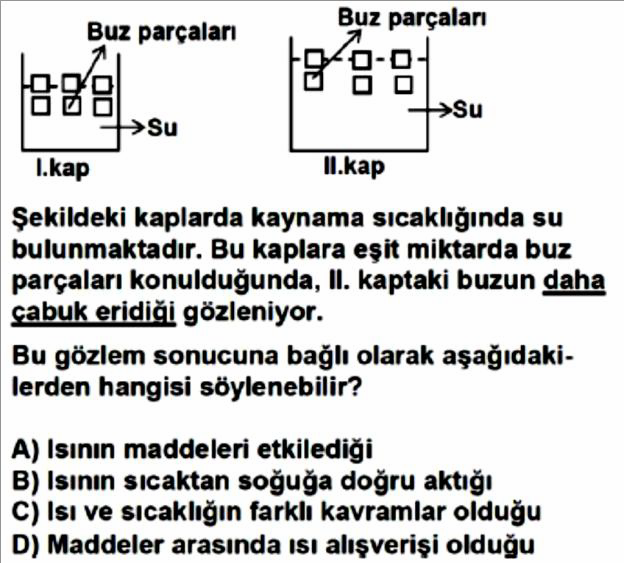 Buz parçaları
Buz parçaları
Su
Su
I.kap
II.kap
Şekildeki kaplarda kaynama sıcaklığında su
bulunmaktadır. Bu kaplara eşit miktarda buz
parçaları konulduğunda, II. kaptaki buzun daha
çabuk eridiği gözleniyor.
Bu gözlem sonucuna bağlı olarak aşağıdaki-
lerden hangisi söylenebilir?
A) Isının maddeleri etkilediği
B) Isının sıcaktan soğuğa doğru aktığı
C) Isı ve sıcaklığın farklı kavramlar olduğu
D) Maddeler arasında ısı alışverişi olduğu